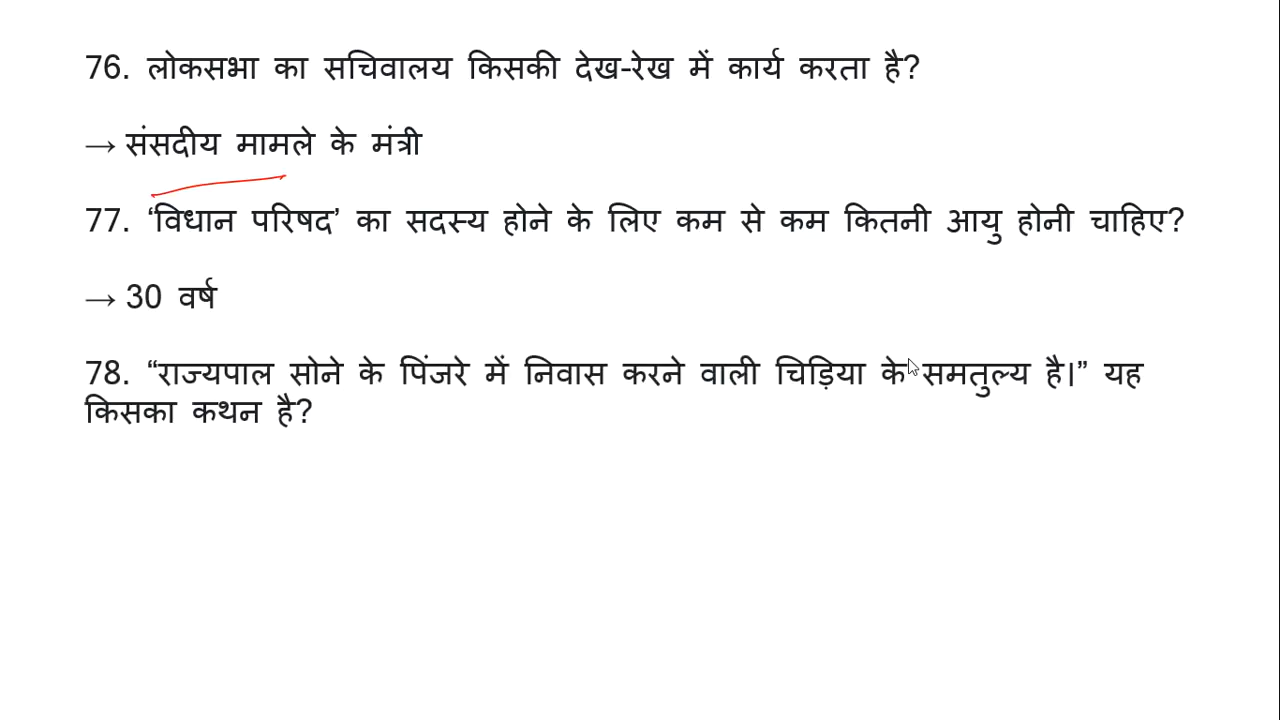 76. लोकसभा का सचिवालय किसकी देख-रेख में कार्य करता है?
→ संसदीय मामले के मंत्री
77. ‘विधान परिषद’ का सदस्य होने के लिए कम से कम कितनी आयु होनी चाहिए?
→ 30 वर्ष
78. “राज्यपाल सोने के पिंजरे में निवास करने वाली चिड़िया के समतुल्य है।” यह
किसका कथन है?